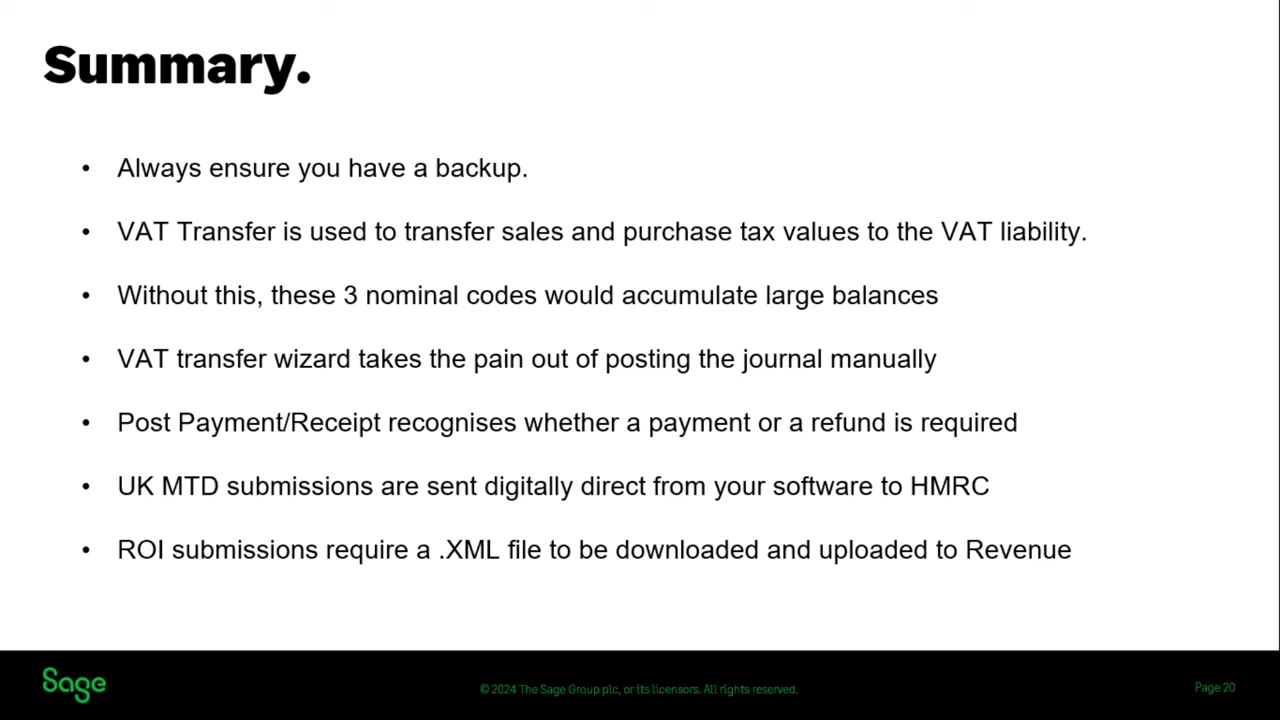 Summary.
• Always ensure you have a backup.
• VAT Transfer is used to transfer sales and purchase tax values to the VAT liability.
• Without this, these 3 nominal codes would accumulate large balances
• VAT transfer wizard takes the pain out of posting the journal manually
• Post Payment/Receipt recognises whether a payment or a refund is required
• UK MTD submissions are sent digitally direct from your software to HMRC
• ROI submissions require a .XML file to be downloaded and uploaded to Revenue
Sage
© 2024 The Sage Group plc, or its licensors. All rights reserved.
Page 20